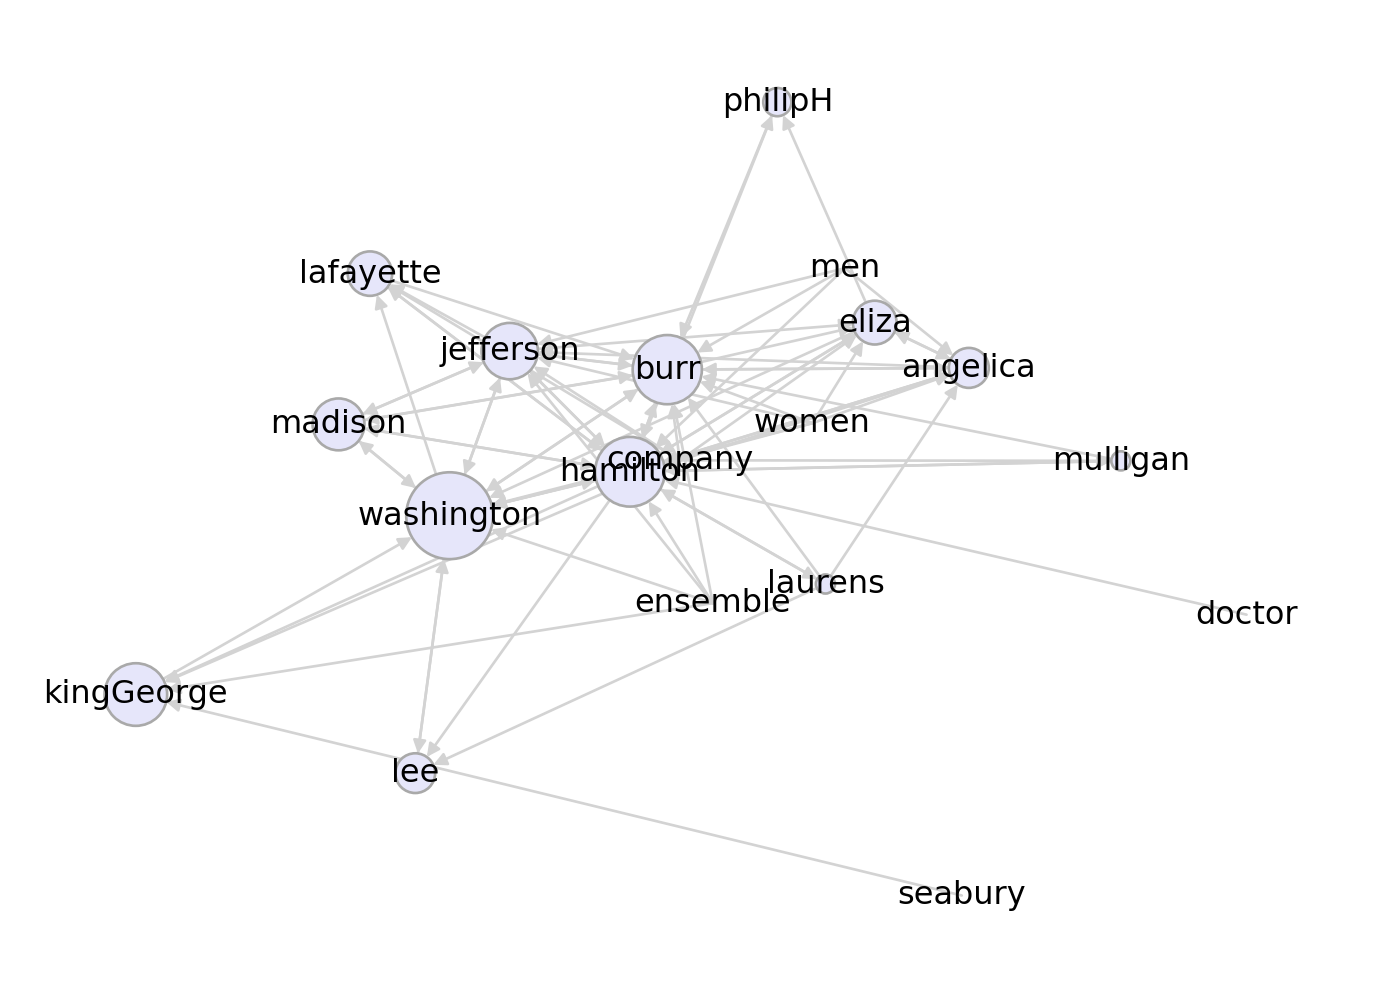 philipH
men
lafayette
eliza
jefferson
burr
angelica
madison
women
company
mulligan
hamilton
washington
laurens
ensemble
doctor
kingGeorge
lee
seabury